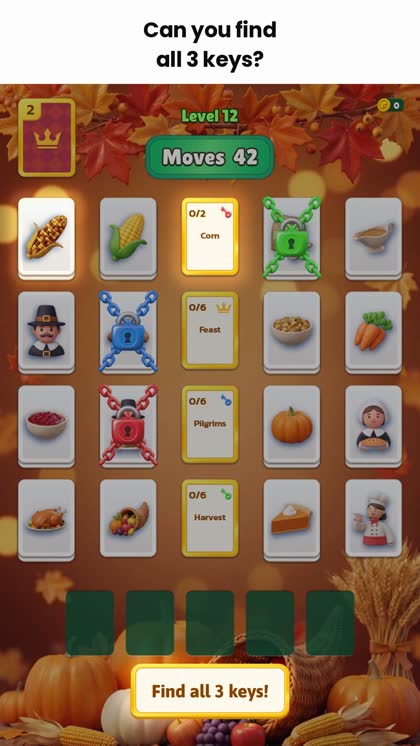 Can you find
all 3 keys?
2
Level 12
0
Moves 42
0/2
Corn
0/6
Feast
0/6
Pilgrims
0/6
Harvest
Find all 3 keys!